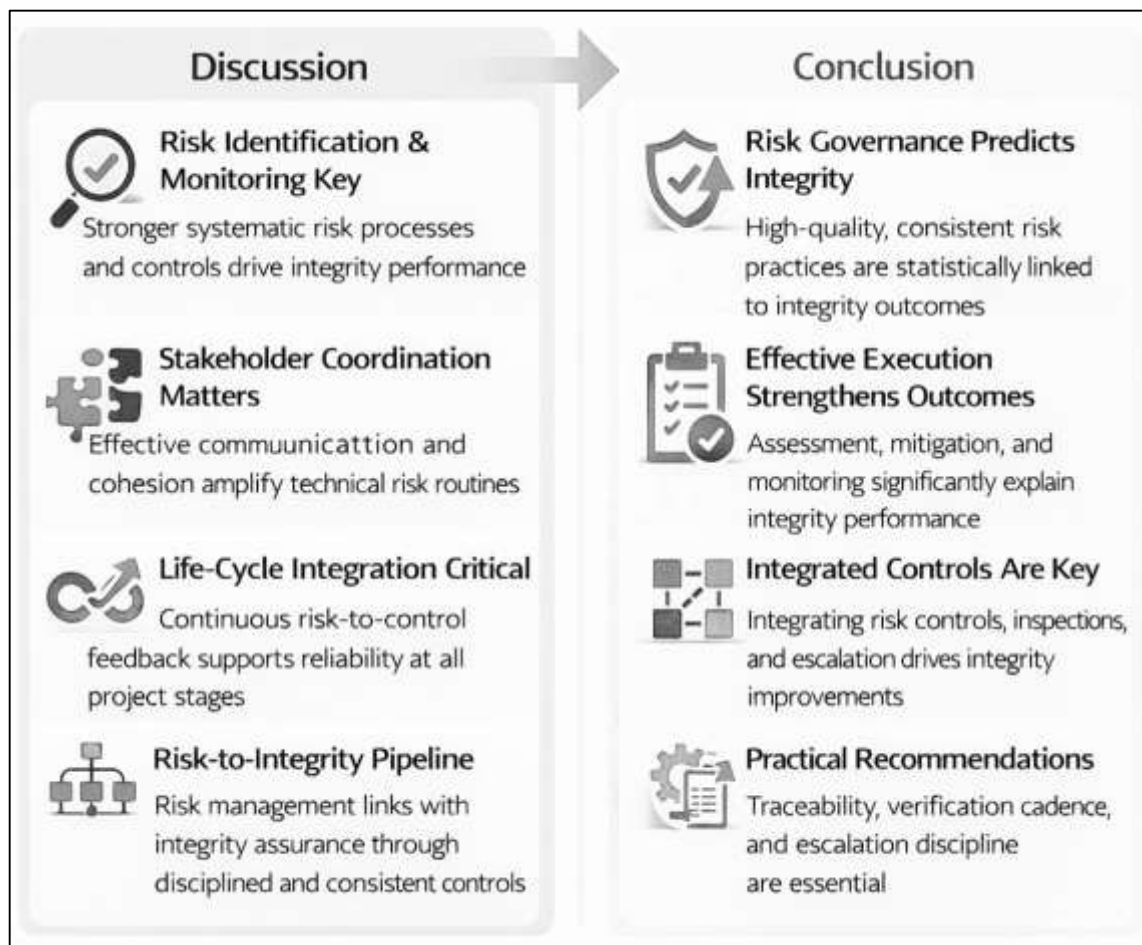 Discussion
Risk Identification &
Monitoring Key
Stronger systematic risk processes
and controls drive integrity performance
Stakeholder Coordination
Matters
Effective commuunicattion and
cohesion amplify technical risk routines
Life-Cycle Integration Critical
Continuous risk-to-control
feedback supports reliability at all
project stages
Risk-to-Integrity Pipeline
Risk management links with
integrity assurance through
disciplined and consistent controls
Conclusion
Risk Governance Predicts
Integrity
High-quality, consistent risk
practices are statistically linked
to integrity outcomes
Effective Execution
Strengthens Outcomes
Assessment, mitigation, and
monitoring significantly explain
integrity performance
Integrated Controls Are Key
Integrating risk controls, inspections,
and escalation drives integrity
improvements
Practical Recommendations
Traceability, verification cadence,
and escalation discipline
are essential